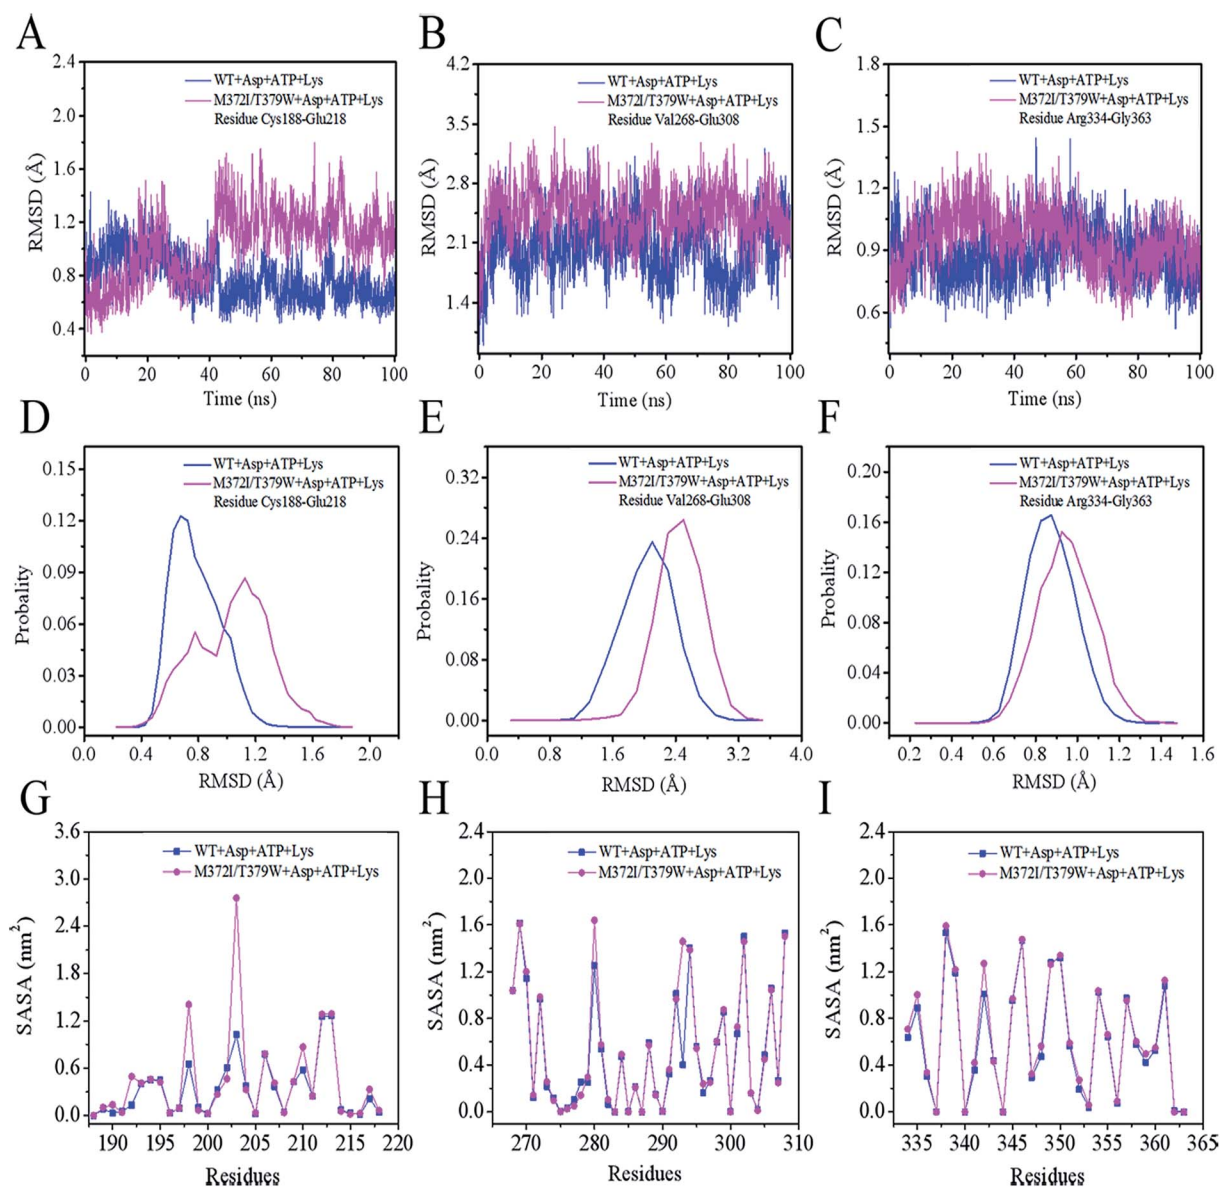 A
B
C
2.4
2.0
1.6
1.2
0.8
0.4
RMSD (Å)
WT+Asp+ATP+Lys
M372I/T379W+Asp+ATP+Lys
Residue Cys188-Glu218
0 20 40 60 80 100
Time (ns)
4.2
3.5
2.8
2.1
1.4
RMSD (Å)
WT+Asp+ATP+Lys
M372I/T379W+Asp+ATP+Lys
Residue Val268-Glu308
0 20 40 60 80 100
Time (ns)
1.8
1.5
1.2
0.9
0.6
RMSD (Å)
WT+Asp+ATP+Lys
M372I/T379W+Asp+ATP+Lys
Residue Arg334-Gly363
0 20 40 60 80 100
Time (ns)
D
E
F
0.15
0.12
0.09
0.06
0.03
0.00
Probality
WT+Asp+ATP+Lys
M372I/T379W+Asp+ATP+Lys
Residue Cys188-Glu218
0.0 0.4 0.8 1.2 1.6 2.0
RMSD (Å)
0.32
0.24
0.16
0.08
0.00
Probality
WT+Asp+ATP+Lys
M372I/T379W+Asp+ATP+Lys
Residue Val268-Glu308
0.0 0.8 1.6 2.4 3.2 4.0
RMSD (Å)
0.20
0.16
0.12
0.08
0.04
0.00
Probality
WT+Asp+ATP+Lys
M372I/T379W+Asp+ATP+Lys
Residue Arg334-Gly363
0.2 0.4 0.6 0.8 1.0 1.2 1.4 1.6
RMSD (Å)
G
H
I
3.6
3.0
2.4
1.8
1.2
0.6
0.0
SASA (nm²)
WT+Asp+ATP+Lys
M372I/T379W+Asp+ATP+Lys
190 195 200 205 210 215 220
Residues
2.4
2.0
1.6
1.2
0.8
0.4
0.0
SASA (nm²)
WT+Asp+ATP+Lys
M372I/T379W+Asp+ATP+Lys
270 280 290 300 310
Residues
2.4
2.0
1.6
1.2
0.8
0.4
0.0
SASA (nm²)
WT+Asp+ATP+Lys
M372I/T379W+Asp+ATP+Lys
335 340 345 350 355 360 365
Residues